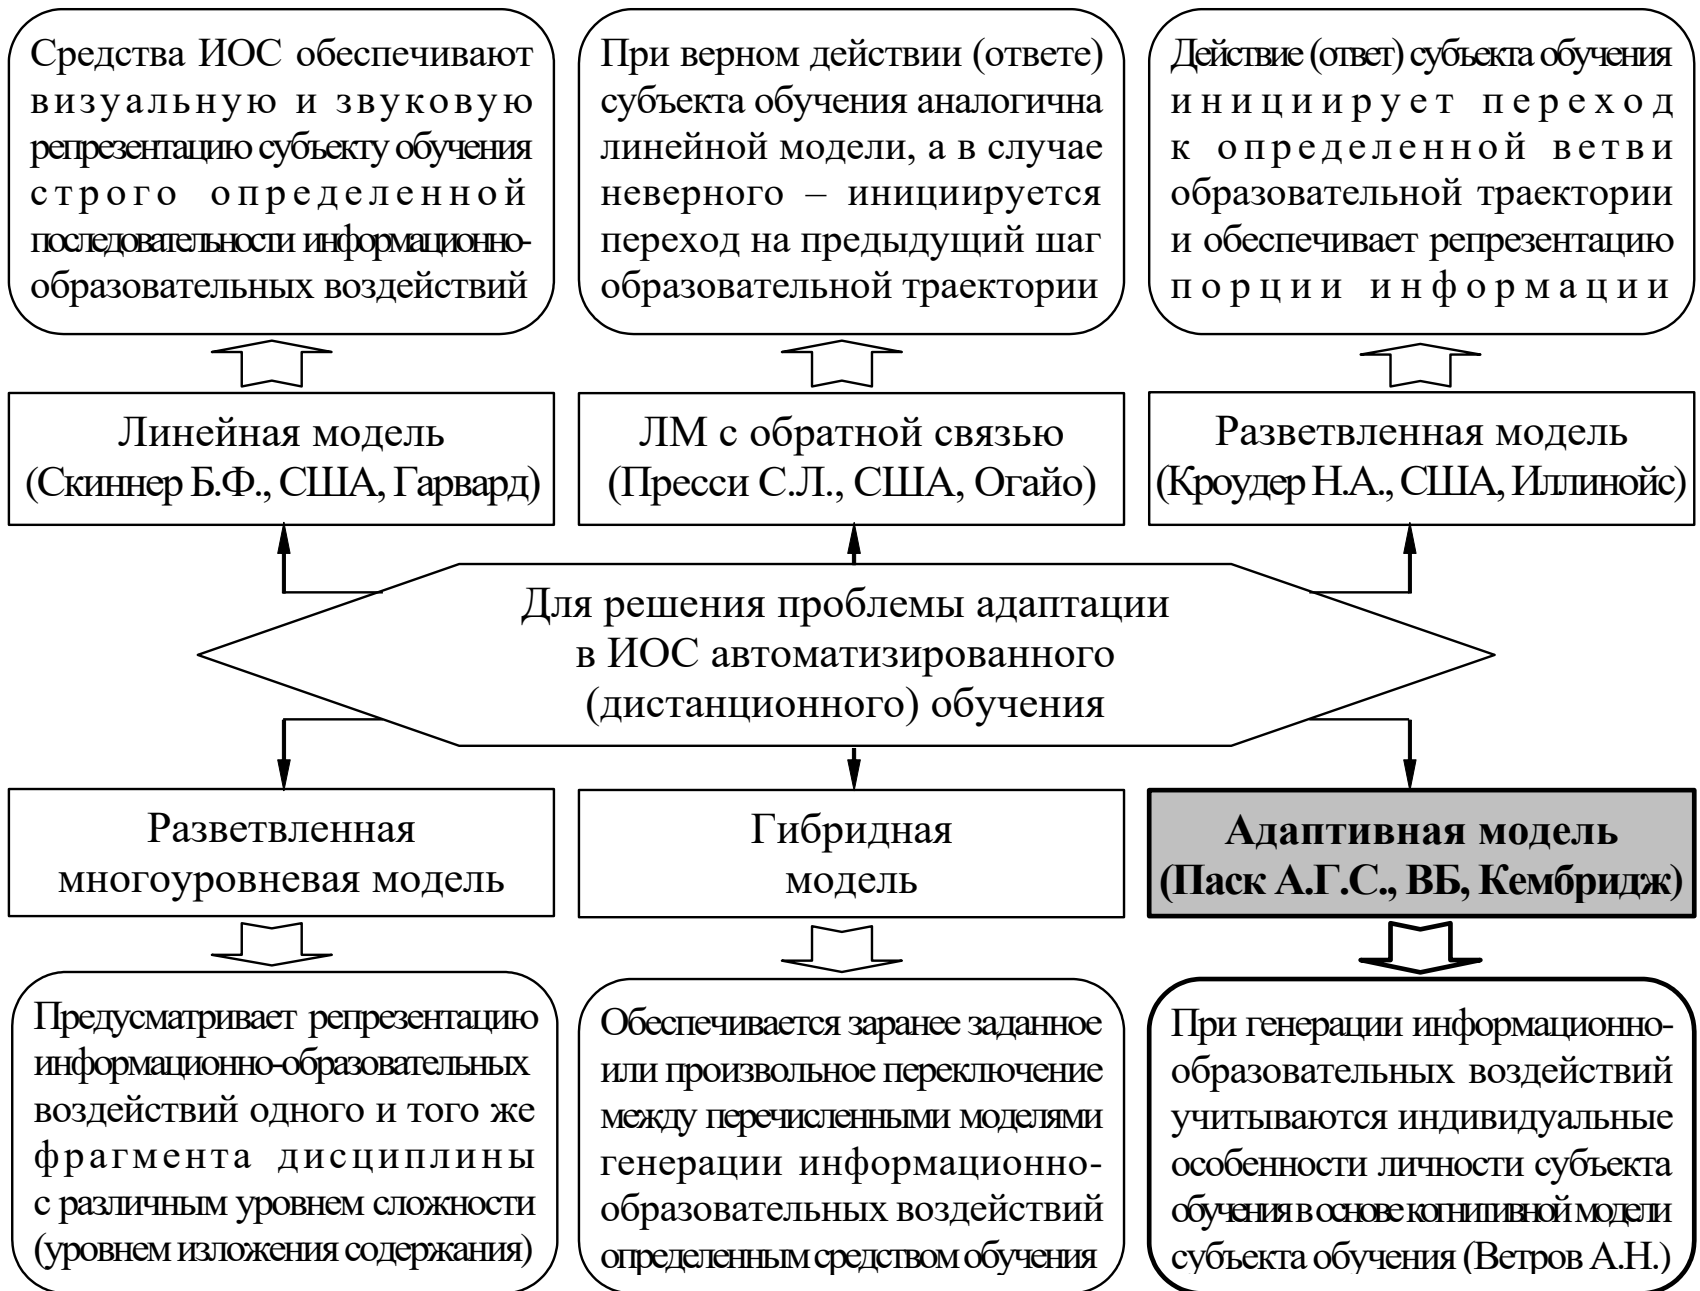 Средства ИОС обеспечивают
визуальную и звуковую
репрезентацию субъекту обучения
строго определенной
последовательности информационно-
образовательных воздействий
При верном действии (ответе)
субъекта обучения аналогична
линейной модели, а в случае
неверного – инициируется
переход на предыдущий шаг
образовательной траектории
Действие (ответ) субъекта обучения
инициирует переход
к определенной ветви
образовательной траектории
и обеспечивает репрезентацию
порции информации
Линейная модель
(Скиннер Б.Ф., США, Гарвард)
ЛМ с обратной связью
(Пресси С.Л., США, Огайо)
Разветвленная модель
(Кроудер Н.А., США, Иллинойс)
Для решения проблемы адаптации
в ИОС автоматизированного
(дистанционного) обучения
Разветвленная
многоуровневая модель
Гибридная
модель
Адаптивная модель
(Паск А.Г.С., ВБ, Кембридж)
Предусматривает репрезентацию
информационно-образовательных
воздействий одного и того же
фрагмента дисциплины
с различным уровнем сложности
(уровнем изложения содержания)
Обеспечивается заранее заданное
или произвольное переключение
между перечисленными моделями
генерации информационно-
образовательных воздействий
определенным средством обучения
При генерации информационно-
образовательных воздействий
учитываются индивидуальные
особенности личности субъекта
обучения в основе когнитивной модели
субъекта обучения (Ветров А.Н.)